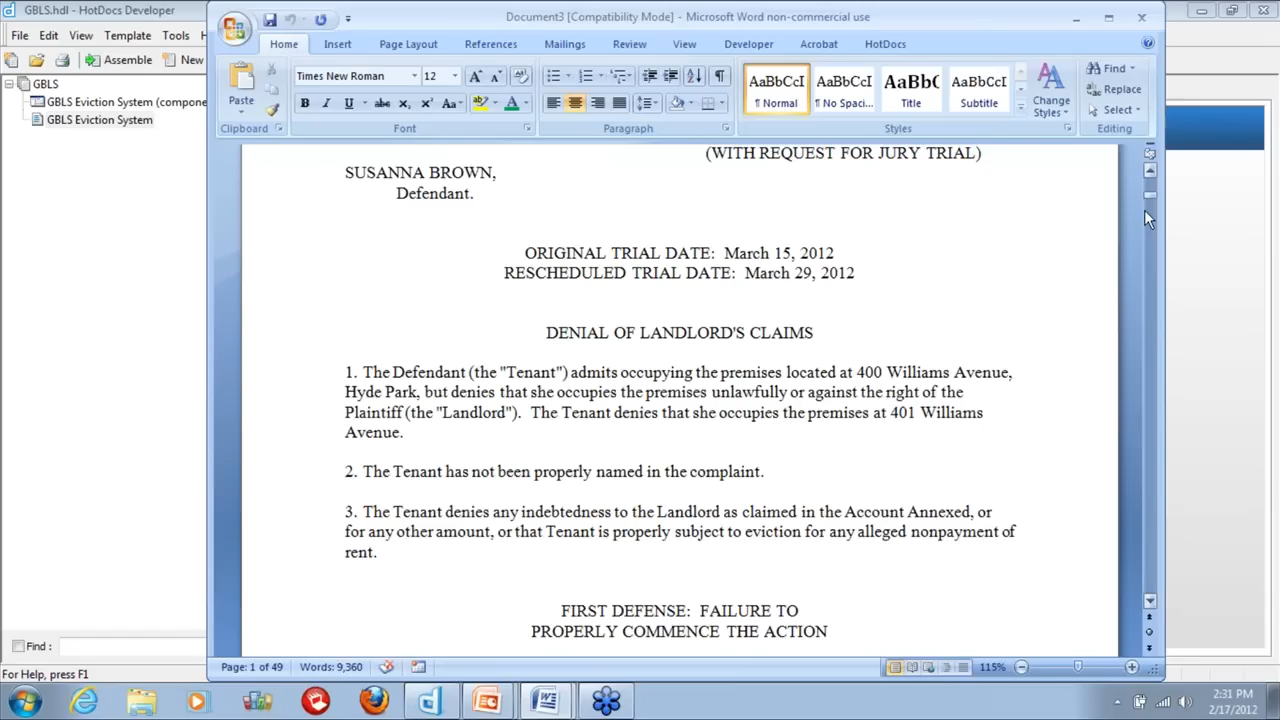 GBLS.hdl - HotDocs Developer
File Edit View Template Tools
Assemble New
GBLS
GBLS Eviction System (compone
GBLS Eviction System
Find :
For Help, press F1
Document3 [Compatibility Mode] - Microsoft Word non-commercial use
Home Insert Page Layout References Mailings Review View Developer Acrobat HotDocs
Paste
Clipboard
Times New Roman 12
B I U abc X₂ X² Aa
Font
Paragraph
AaBbCcI AaBbCcI AaBbC AaBbCcI
¶ Normal ¶ No Spaci... Title Subtitle
Change
Styles
Styles
Find
Replace
Select
Editing
(WITH REQUEST FOR JURY TRIAL)
SUSANNA BROWN,
Defendant.
ORIGINAL TRIAL DATE: March 15, 2012
RESCHEDULED TRIAL DATE: March 29, 2012
DENIAL OF LANDLORD'S CLAIMS
1. The Defendant (the "Tenant") admits occupying the premises located at 400 Williams Avenue,
Hyde Park, but denies that she occupies the premises unlawfully or against the right of the
Plaintiff (the "Landlord"). The Tenant denies that she occupies the premises at 401 Williams
Avenue.
2. The Tenant has not been properly named in the complaint.
3. The Tenant denies any indebtedness to the Landlord as claimed in the Account Annexed, or
for any other amount, or that Tenant is properly subject to eviction for any alleged nonpayment of
rent.
FIRST DEFENSE: FAILURE TO
PROPERLY COMMENCE THE ACTION
Page: 1 of 49 Words: 9,360 115%
2:31 PM
2/17/2012